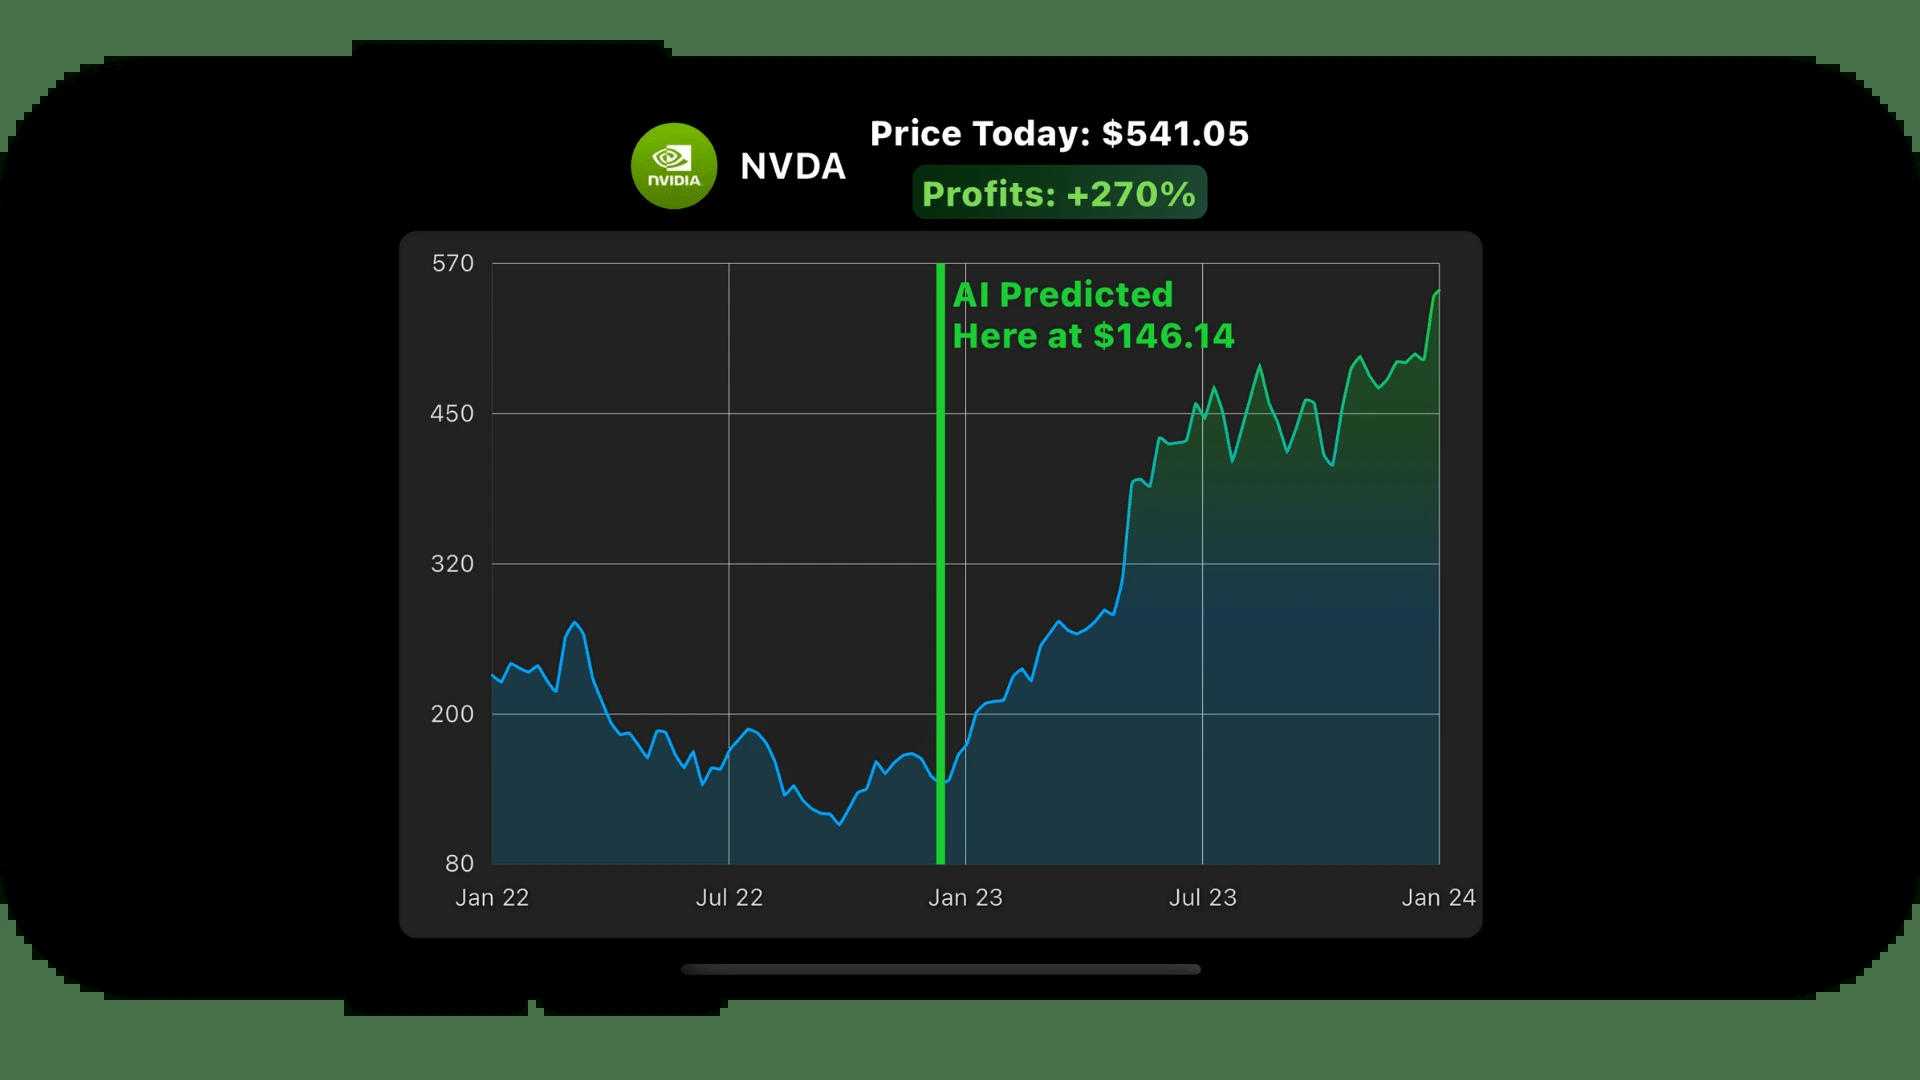 NVIDIA
NVDA
Price Today: $541.05
Profits: +270%
AI Predicted
Here at $146.14
570
450
320
200
80
Jan 22
Jul 22
Jan 23
Jul 23
Jan 24